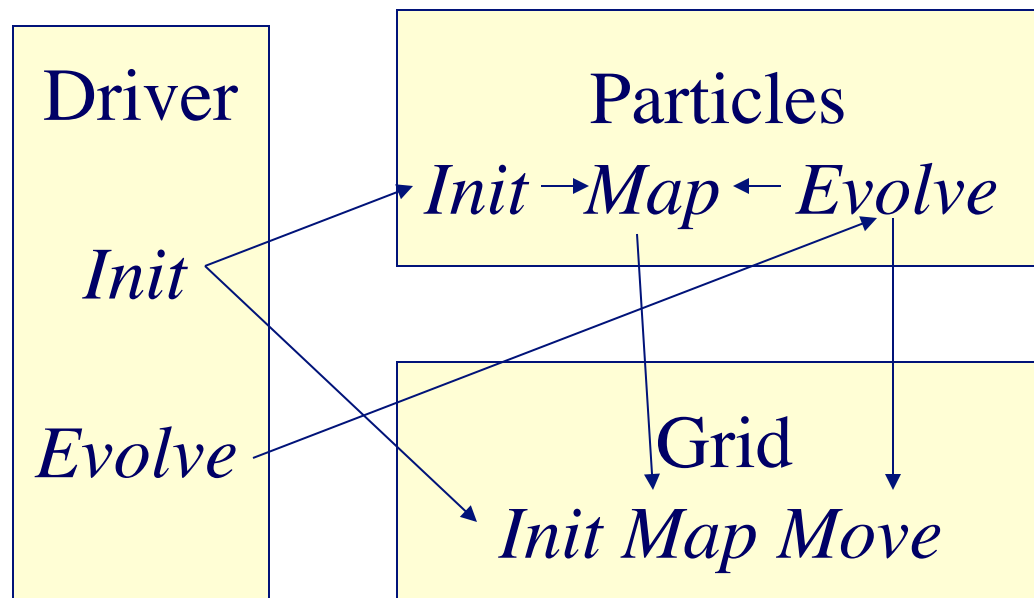 Driver
Init
Evolve
Particles
Init Map Evolve
Grid
Init Map Move